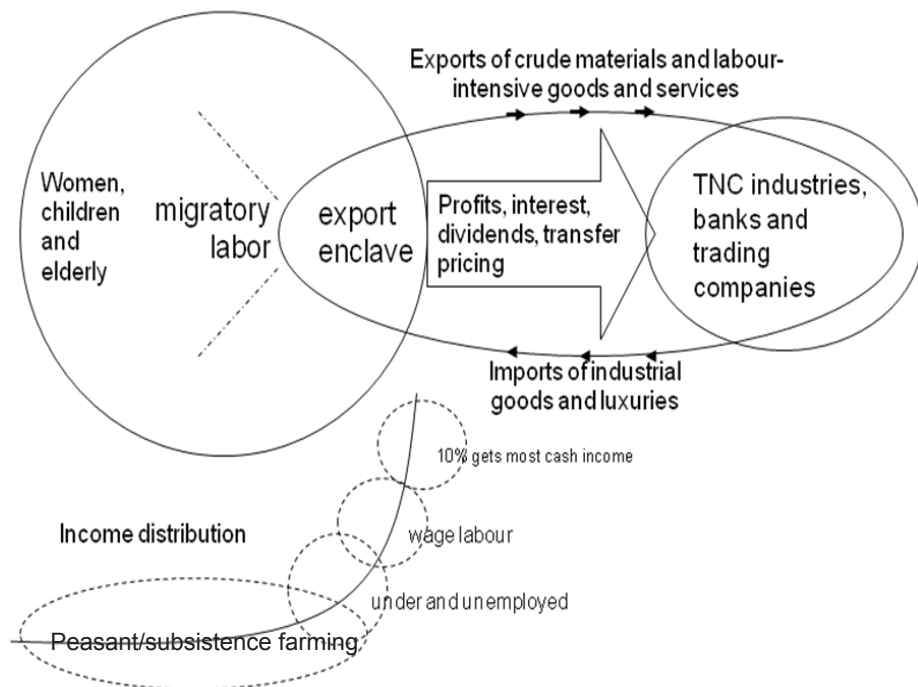 Exports of crude materials and labour-
intensive goods and services
Women,
children
and
elderly
migratory
labor
export
enclave
Profits, interest,
dividends, transfer
pricing
TNC industries,
banks and
trading
companies
Imports of industrial
goods and luxuries
10% gets most cash income
Income distribution
wage labour
under and unemployed
Peasant/subsistence farming